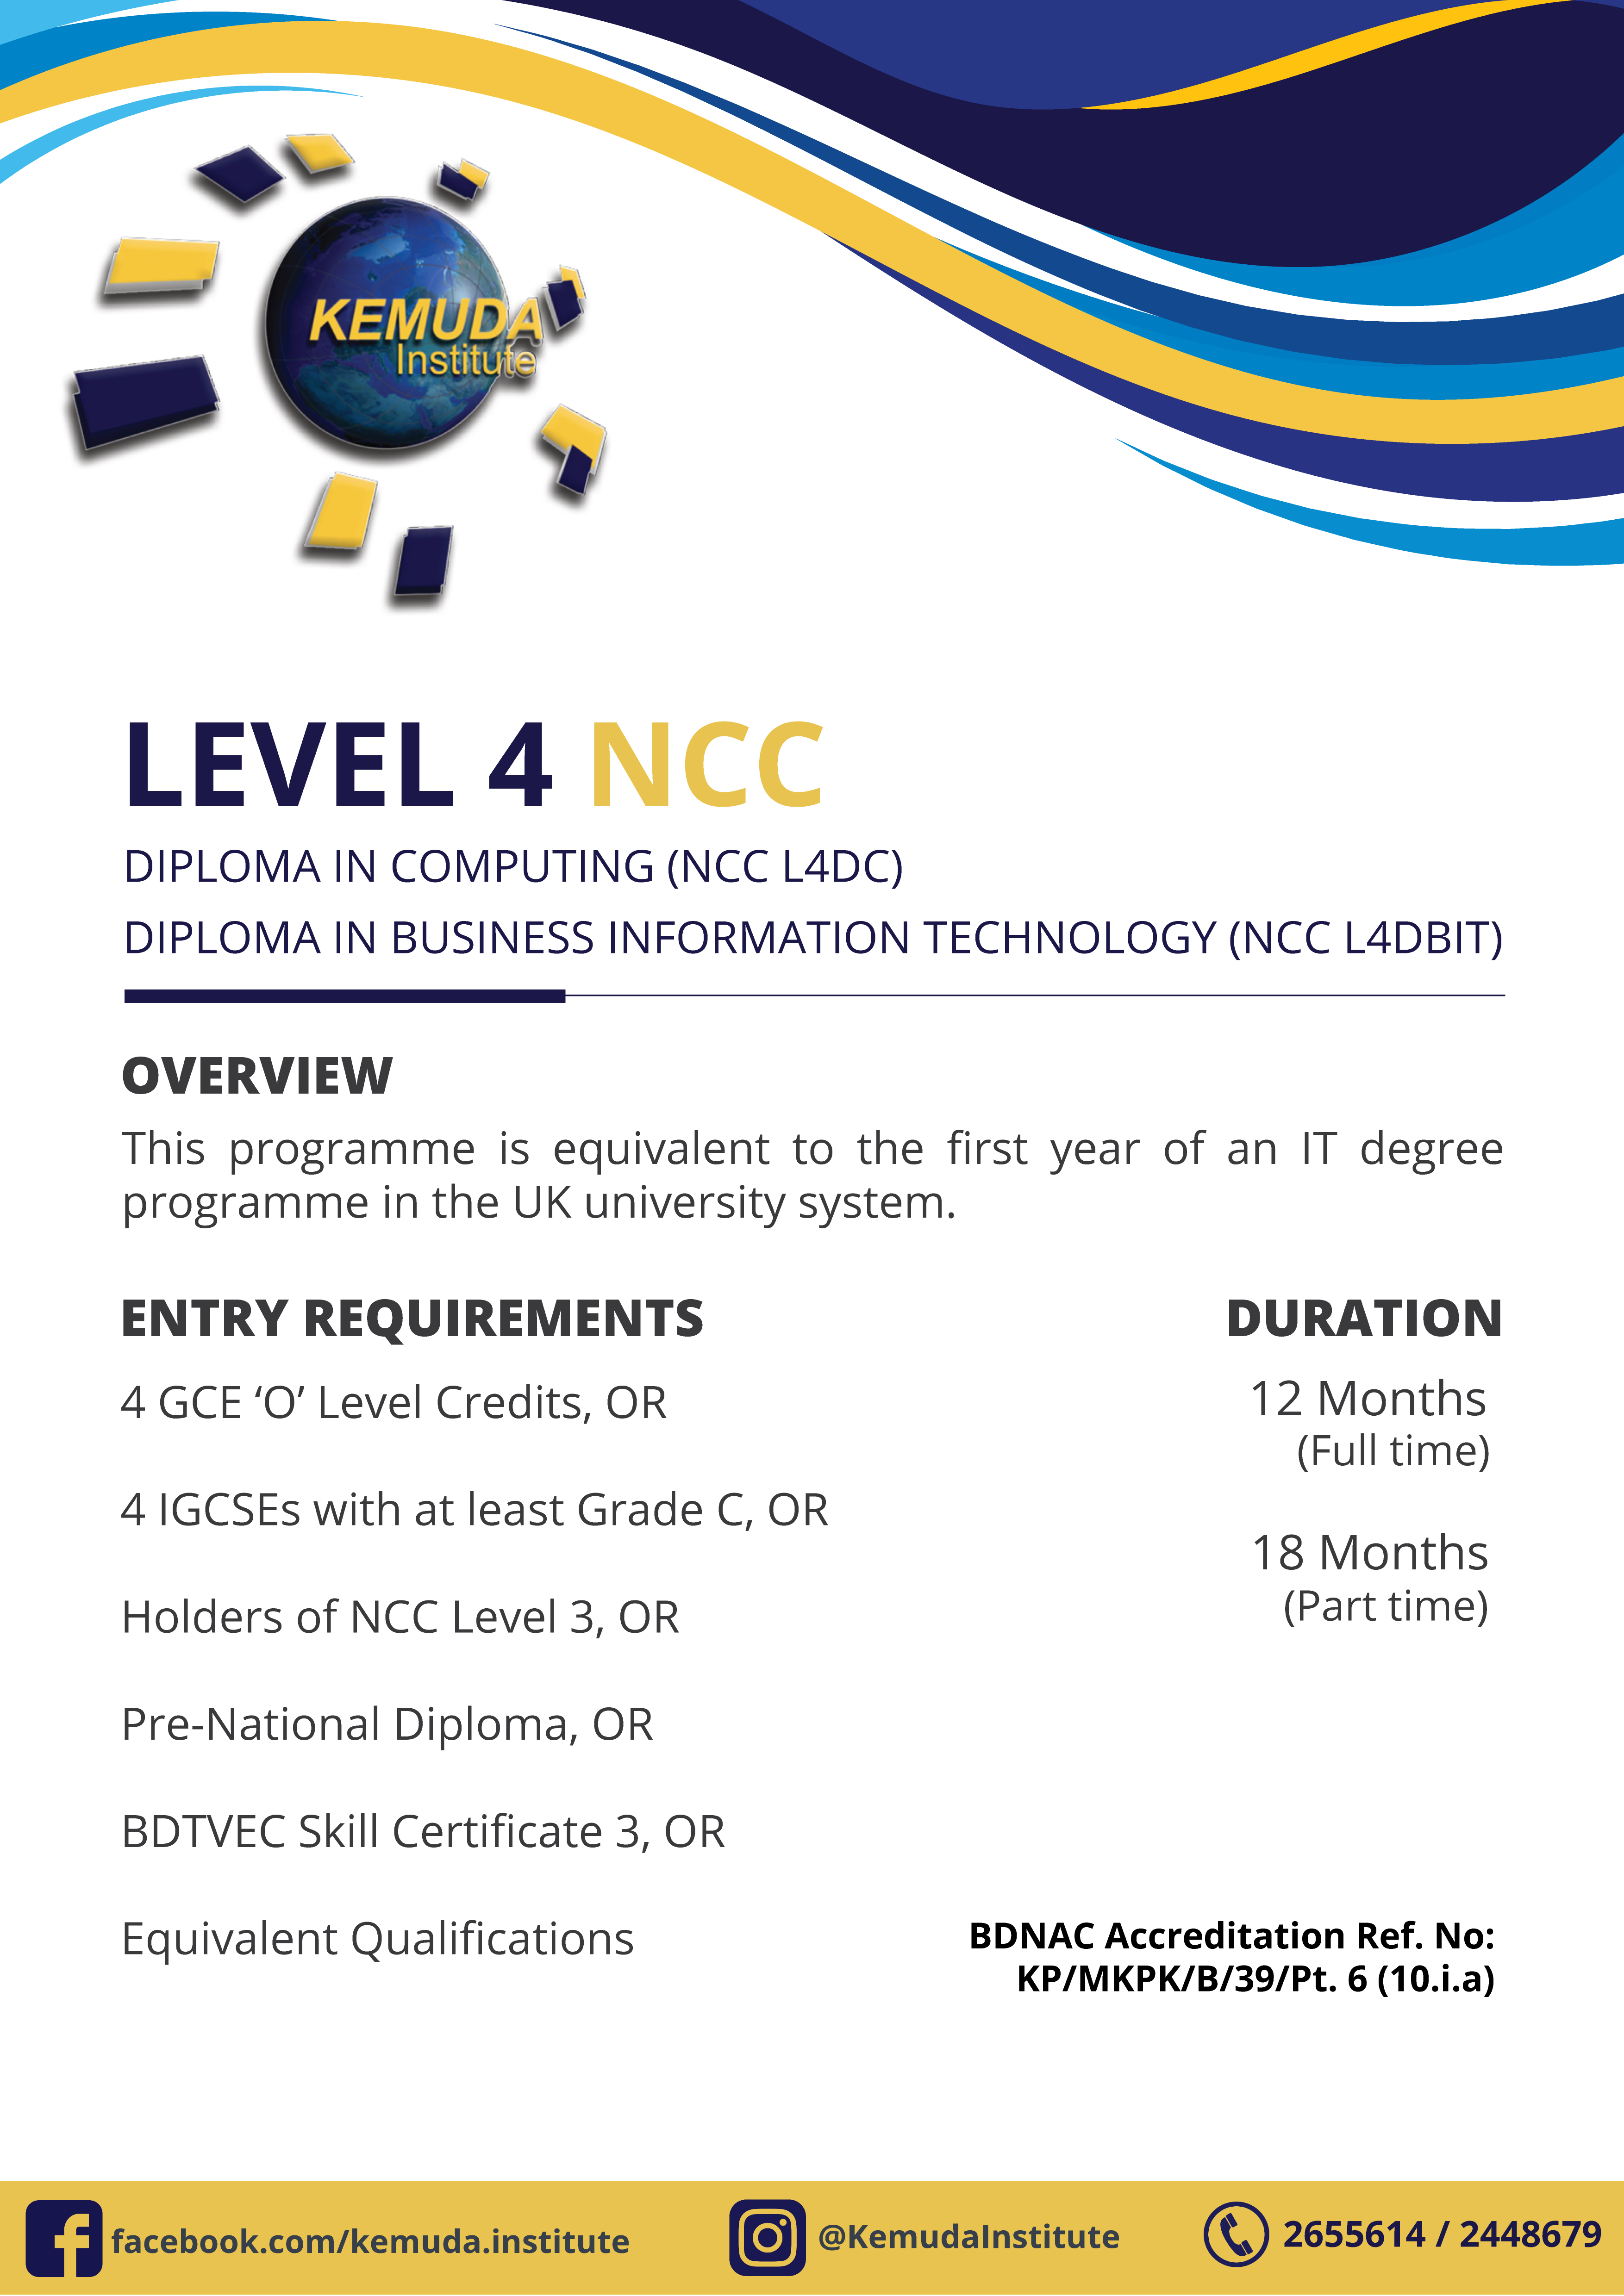 KEMUDA
Institute
LEVEL 4 NCC
DIPLOMA IN COMPUTING (NCC L4DC)
DIPLOMA IN BUSINESS INFORMATION TECHNOLOGY (NCC L4DBIT)
OVERVIEW
This programme is equivalent to the first year of an IT degree
programme in the UK university system.
ENTRY REQUIREMENTS
4 GCE ‘O’ Level Credits, OR
4 IGCSEs with at least Grade C, OR
Holders of NCC Level 3, OR
Pre-National Diploma, OR
BDTVEC Skill Certificate 3, OR
Equivalent Qualifications
DURATION
12 Months
(Full time)
18 Months
(Part time)
BDNAC Accreditation Ref. No:
KP/MKPK/B/39/Pt. 6 (10.i.a)
facebook.com/kemuda.institute
@KemudaInstitute
2655614 / 2448679